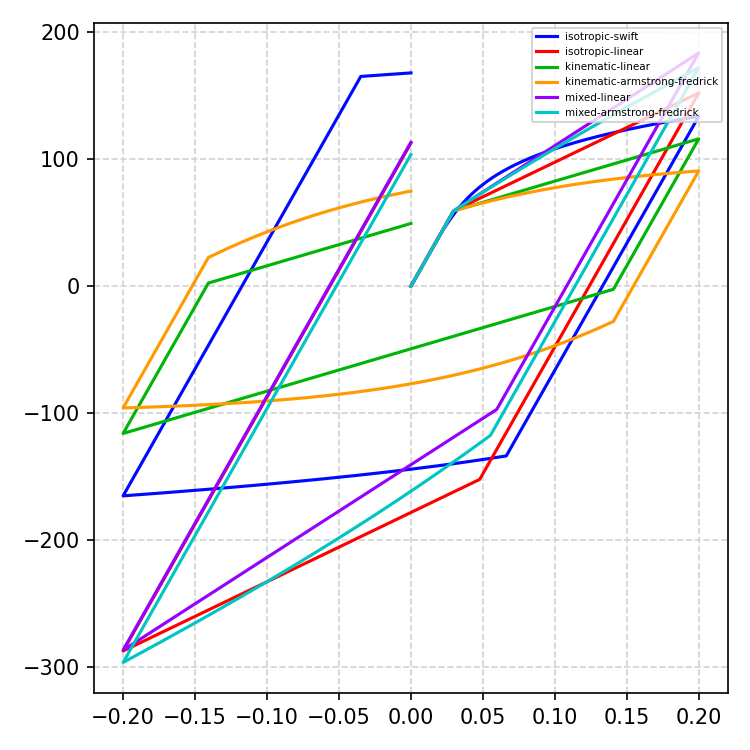 isotropic-swift
isotropic-linear
kinematic-linear
kinematic-armstrong-fredrick
mixed-linear
mixed-armstrong-fredrick
200
100
0
−100
−200
−300
−0.20 −0.15 −0.10 −0.05 0.00 0.05 0.10 0.15 0.20